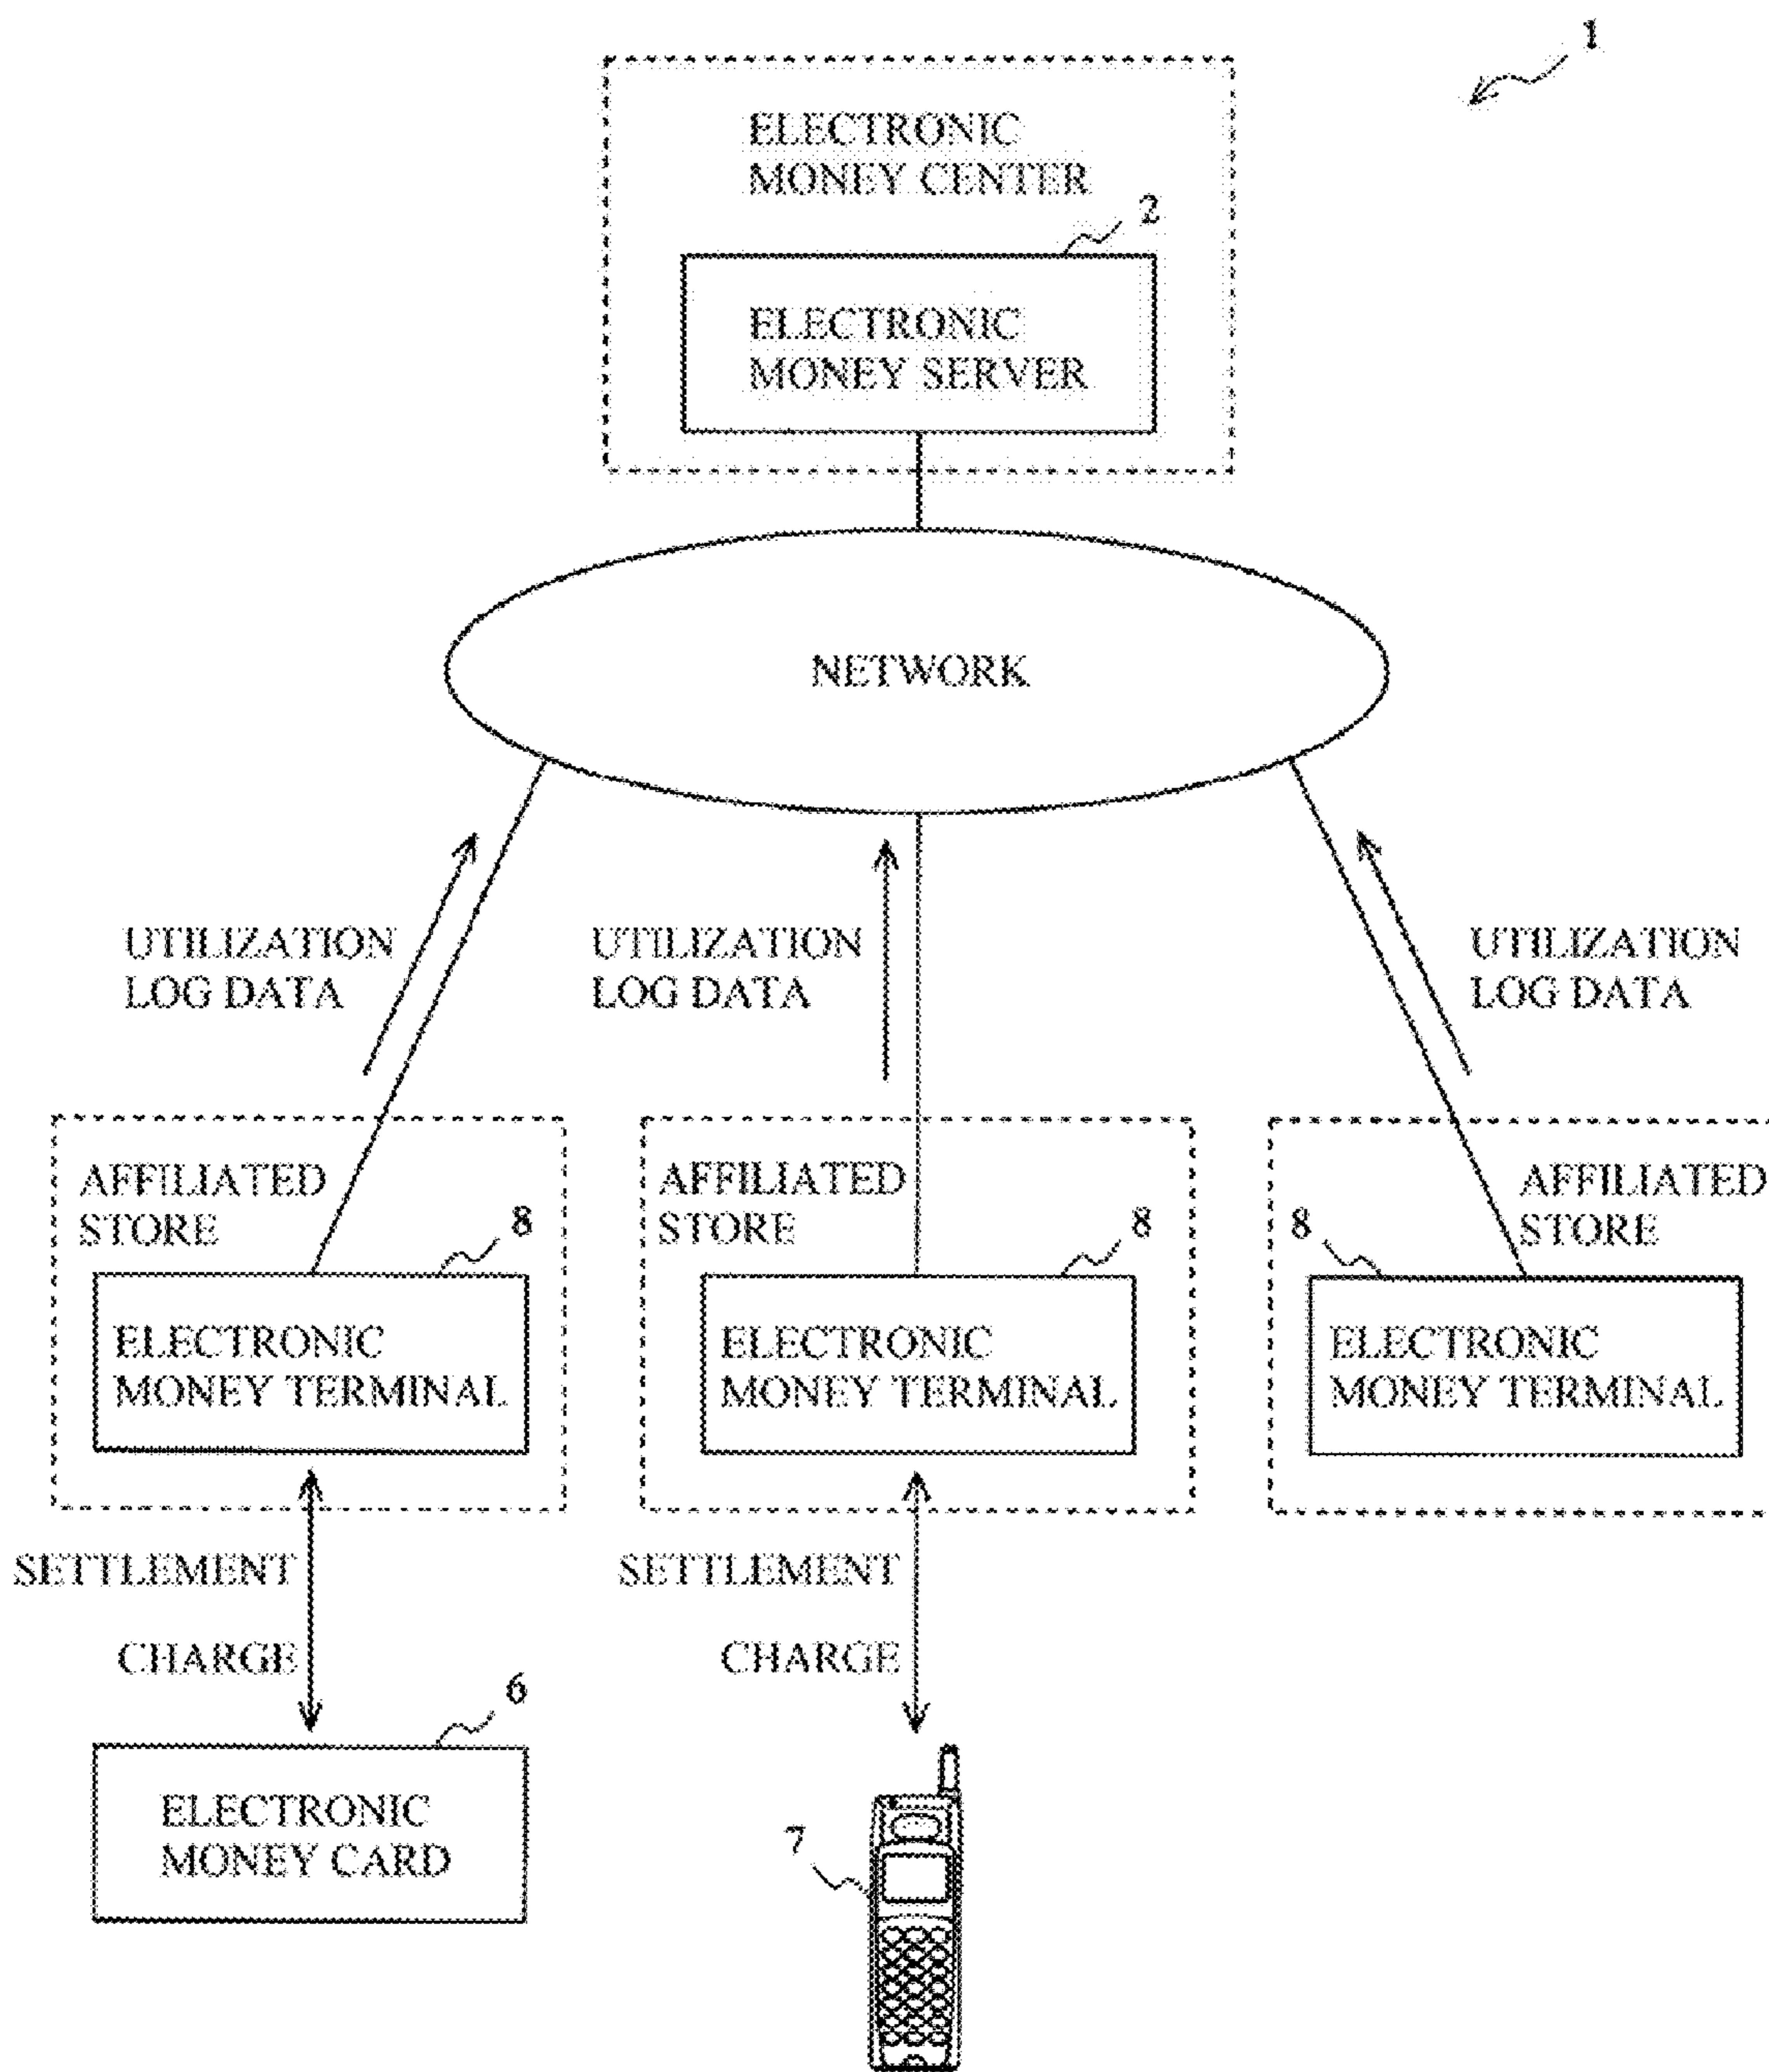 1
ELECTRONIC
MONEY CENTER
2
ELECTRONIC
MONEY SERVER
NETWORK
UTILIZATION
LOG DATA
UTILIZATION
LOG DATA
UTILIZATION
LOG DATA
AFFILIATED
STORE
8
ELECTRONIC
MONEY TERMINAL
AFFILIATED
STORE
8
ELECTRONIC
MONEY TERMINAL
AFFILIATED
STORE
8
ELECTRONIC
MONEY TERMINAL
SETTLEMENT
CHARGE
SETTLEMENT
CHARGE
6
ELECTRONIC
MONEY CARD
7